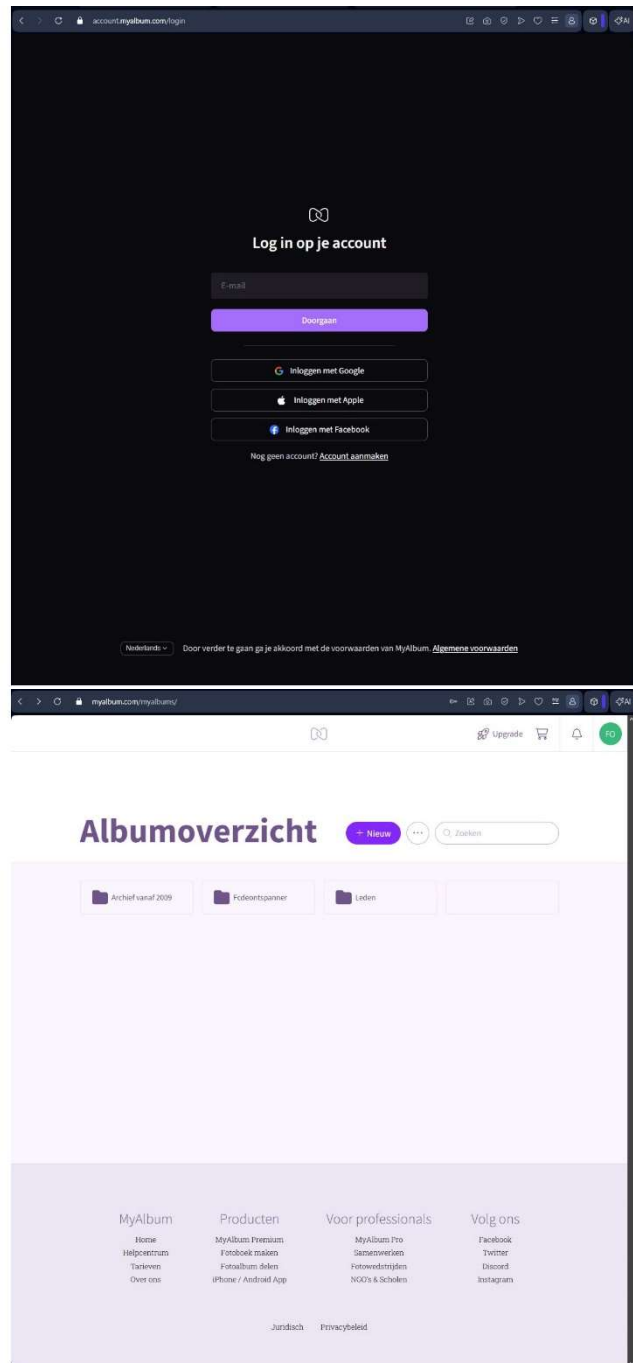 account.myalbum.com/login
AI
Log in op je account
E-mail
Doorgaan
Inloggen met Google
Inloggen met Apple
Inloggen met Facebook
Nog geen account? Account aanmaken
Nederlands
Door verder te gaan ga je akkoord met de voorwaarden van MyAlbum. Algemene voorwaarden
myalbum.com/myalbums/
AI
Upgrade
FO
Albumoverzicht
+ Nieuw
Zoeken
Archief vanaf 2009
Fcdeontspanner
Leden
MyAlbum
Home
Helpcentrum
Tarieven
Over ons
Producten
MyAlbum Premium
Fotoboek maken
Fotoalbum delen
iPhone / Android App
Voor professionals
MyAlbum Pro
Samenwerken
Fotowedstrijden
NGO's & Scholen
Volg ons
Facebook
Twitter
Discord
Instagram
Juridisch
Privacybeleid